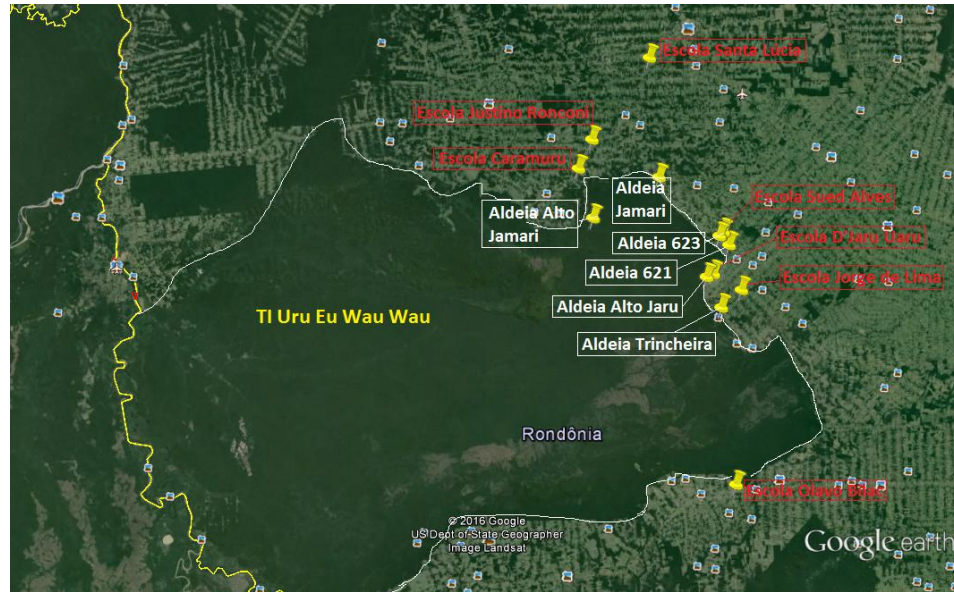 Escola Santa Lúcia
Escola Justino Ronconi
Escola Caramuru
Aldeia
Jamari
Escola Sued Alves
Aldeia Alto
Jamari
Aldeia 623
Escola D'Jaru Uaru
Aldeia 621
Escola Jorge de Lima
Aldeia Alto Jaru
TI Uru Eu Wau Wau
Aldeia Trincheira
Rondônia
Escola Olavo Bilac
© 2016 Google
US Dept of State Geographer
Image Landsat
Google earth